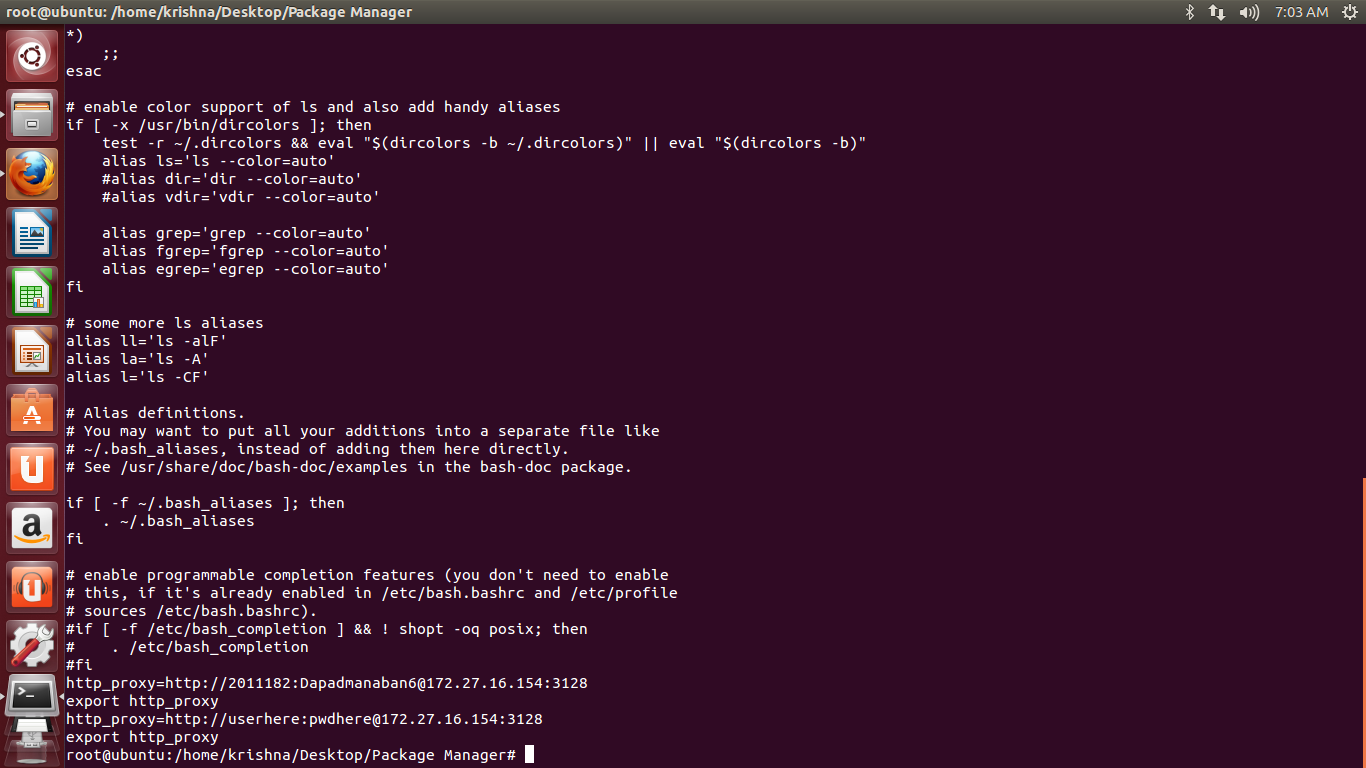 root@ubuntu: /home/krishna/Desktop/Package Manager
7:03 AM
*)
    ;;
esac

# enable color support of ls and also add handy aliases
if [ -x /usr/bin/dircolors ]; then
    test -r ~/.dircolors && eval "$(dircolors -b ~/.dircolors)" || eval "$(dircolors -b)"
    alias ls='ls --color=auto'
    #alias dir='dir --color=auto'
    #alias vdir='vdir --color=auto'

    alias grep='grep --color=auto'
    alias fgrep='fgrep --color=auto'
    alias egrep='egrep --color=auto'
fi

# some more ls aliases
alias ll='ls -alF'
alias la='ls -A'
alias l='ls -CF'

# Alias definitions.
# You may want to put all your additions into a separate file like
# ~/.bash_aliases, instead of adding them here directly.
# See /usr/share/doc/bash-doc/examples in the bash-doc package.

if [ -f ~/.bash_aliases ]; then
    . ~/.bash_aliases
fi

# enable programmable completion features (you don't need to enable
# this, if it's already enabled in /etc/bash.bashrc and /etc/profile
# sources /etc/bash.bashrc).
#if [ -f /etc/bash_completion ] && ! shopt -oq posix; then
#    . /etc/bash_completion
#fi
http_proxy=http://2011182:Dapadmanaban6@172.27.16.154:3128
export http_proxy
http_proxy=http://userhere:pwdhere@172.27.16.154:3128
export http_proxy
root@ubuntu:/home/krishna/Desktop/Package Manager#